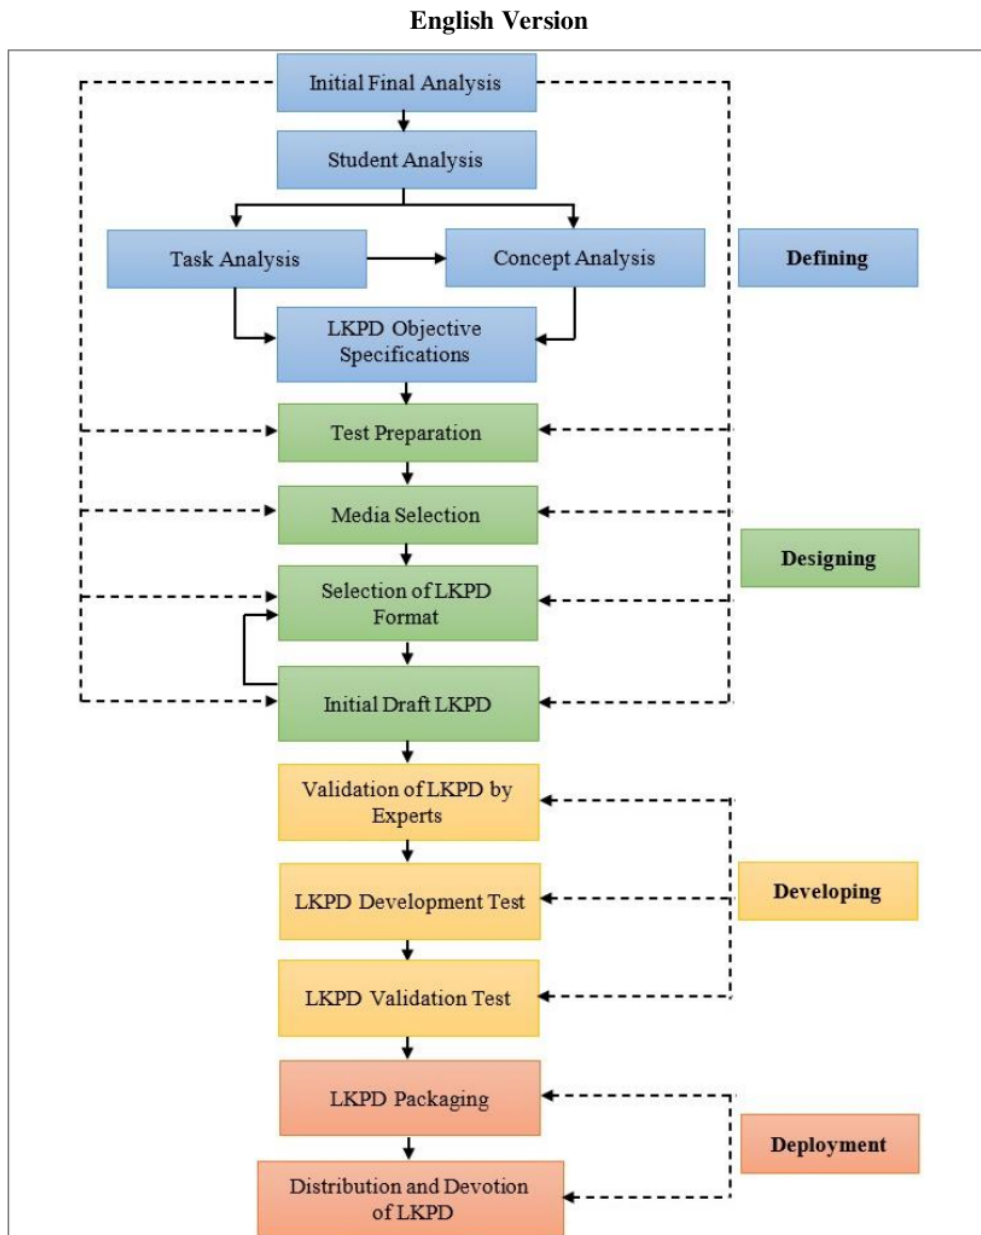 English Version
Initial Final Analysis
Student Analysis
Task Analysis
Concept Analysis
Defining
LKPD Objective
Specifications
Test Preparation
Media Selection
Designing
Selection of LKPD
Format
Initial Draft LKPD
Validation of LKPD by
Experts
LKPD Development Test
Developing
LKPD Validation Test
LKPD Packaging
Deployment
Distribution and Devotion
of LKPD